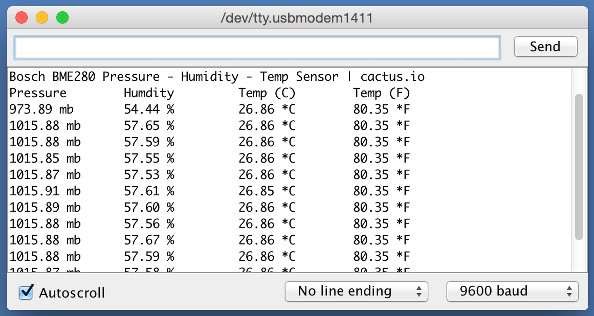 /dev/tty.usbmodem1411
Send
Bosch BME280 Pressure - Humidity - Temp Sensor | cactus.io
Pressure Humdity Temp (C) Temp (F)
973.89 mb 54.44 % 26.86 *C 80.35 *F
1015.88 mb 57.65 % 26.86 *C 80.35 *F
1015.88 mb 57.59 % 26.86 *C 80.35 *F
1015.85 mb 57.55 % 26.86 *C 80.35 *F
1015.87 mb 57.53 % 26.86 *C 80.35 *F
1015.91 mb 57.61 % 26.85 *C 80.35 *F
1015.89 mb 57.60 % 26.86 *C 80.35 *F
1015.88 mb 57.56 % 26.86 *C 80.35 *F
1015.88 mb 57.67 % 26.86 *C 80.35 *F
1015.88 mb 57.59 % 26.86 *C 80.35 *F
1015.87 mb 57.58 % 26.86 *C 80.35 *F
Autoscroll
No line ending
9600 baud